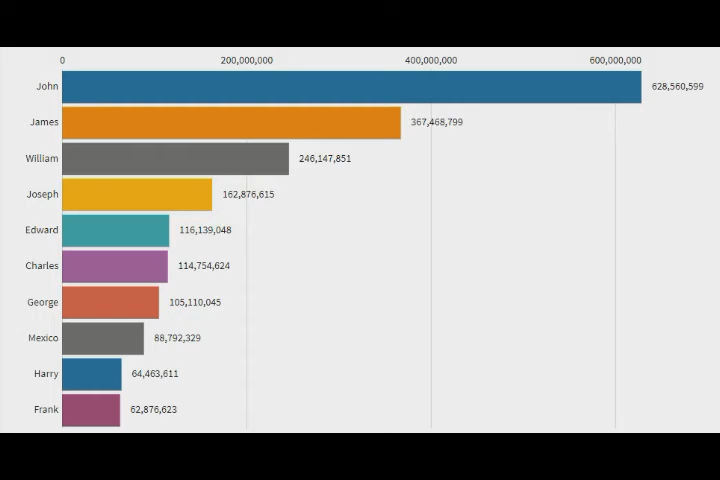 0 200,000,000 400,000,000 600,000,000
John 628,560,599
James 367,468,799
William 246,147,851
Joseph 162,876,615
Edward 116,139,048
Charles 114,754,624
George 105,110,045
Mexico 88,792,329
Harry 64,463,611
Frank 62,876,623